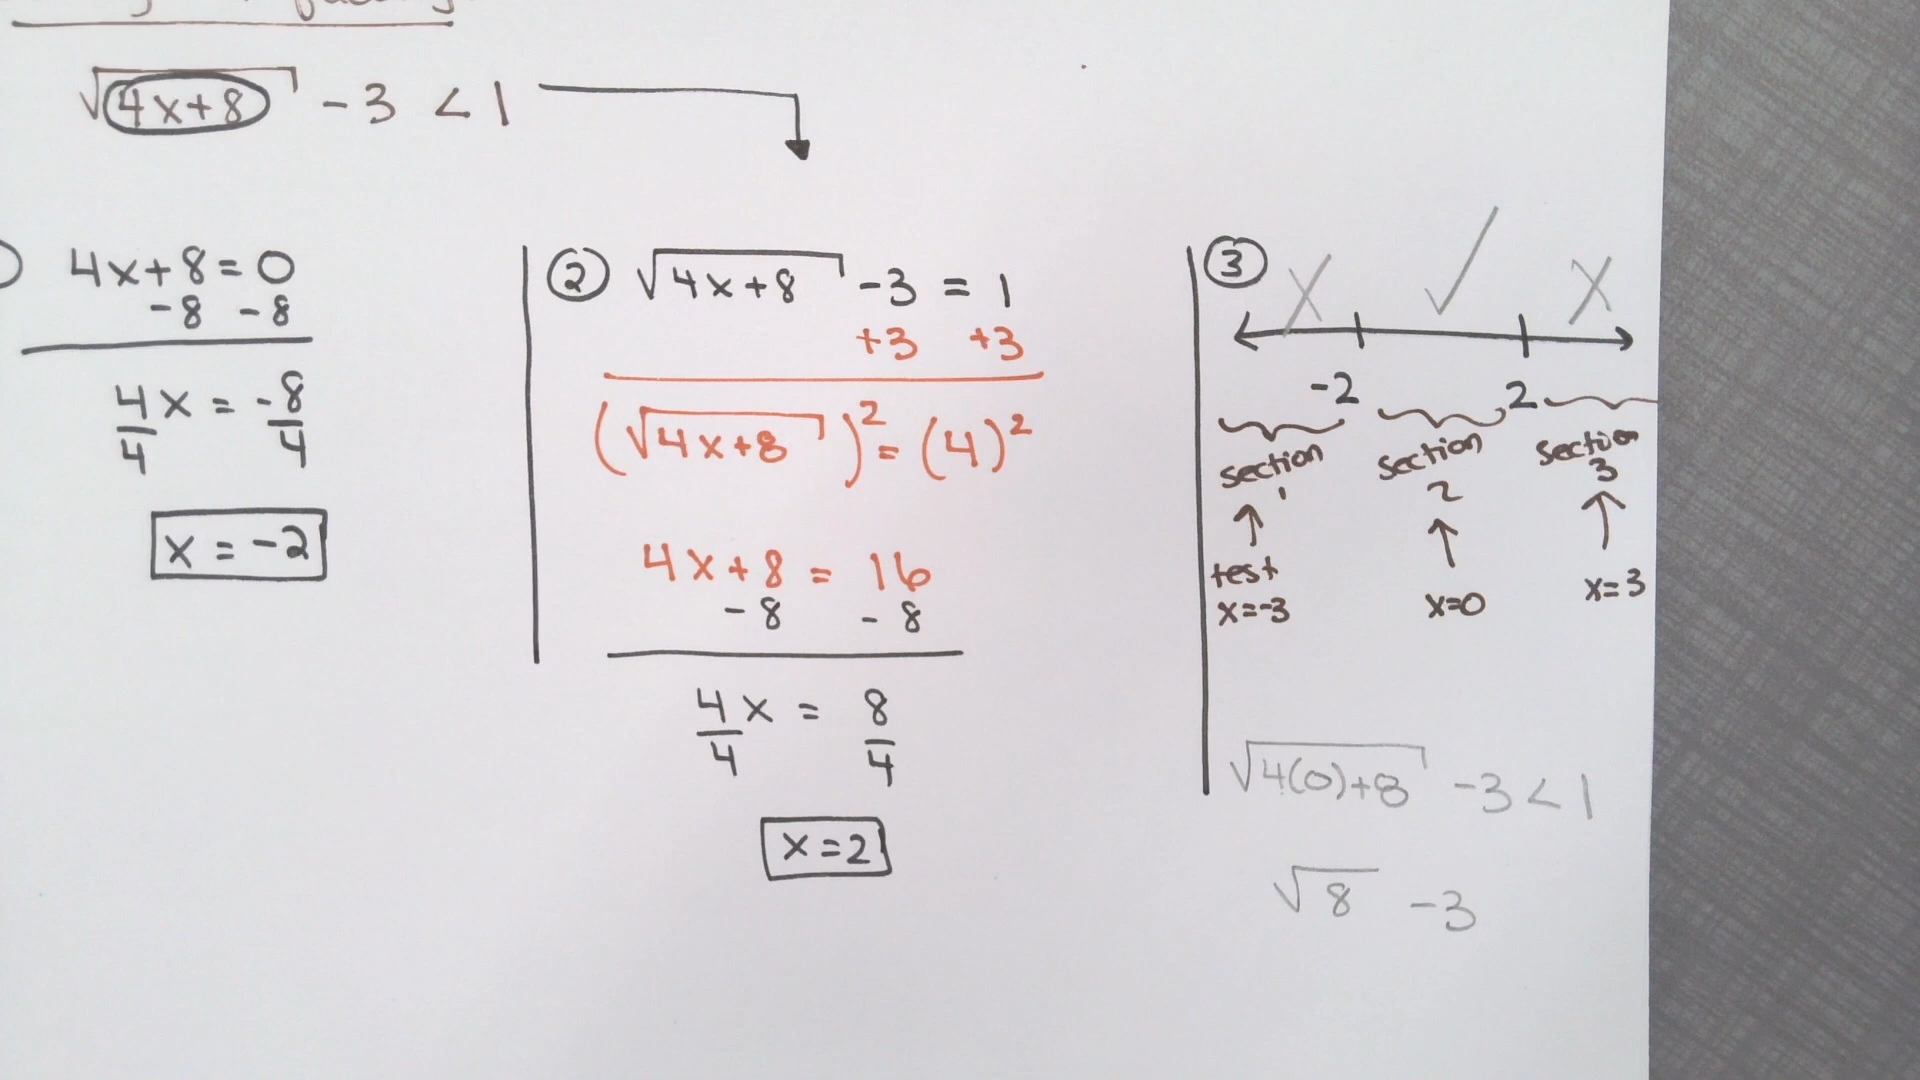 √4x+8 - 3 < 1
4x+8 = 0
-8 -8
4x = -8
4 4
x = -2
② √4x+8 -3 = 1
+3 +3
(√4x+8)² = (4)²
4x+8 = 16
-8 -8
4x = 8
4 4
x=2
③ X ✓ X
-2 2
section 1 section 2 section 3
test x=-3 x=0 x=3
√4(0)+8 -3 < 1
√8 -3